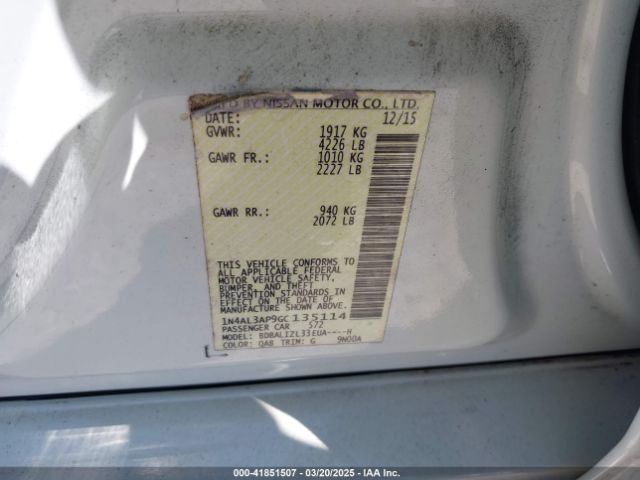 MFD BY NISSAN MOTOR CO., LTD.
DATE: 12/15
GVWR: 1917 KG
4226 LB
GAWR FR.: 1010 KG
2227 LB
GAWR RR.: 940 KG
2072 LB
THIS VEHICLE CONFORMS TO
ALL APPLICABLE FEDERAL
MOTOR VEHICLE SAFETY,
BUMPER, AND THEFT
PREVENTION STANDARDS IN
EFFECT ON THE DATE OF
MANUFACTURE SHOWN ABOVE.
1N4AL3AP9GC135114
PASSENGER CAR 572
MODEL: BDBALIZL33EUA----H
COLOR: QAB TRIM: G 9N00A
00-41851507 - 03/20/2025 - IAA Inc.